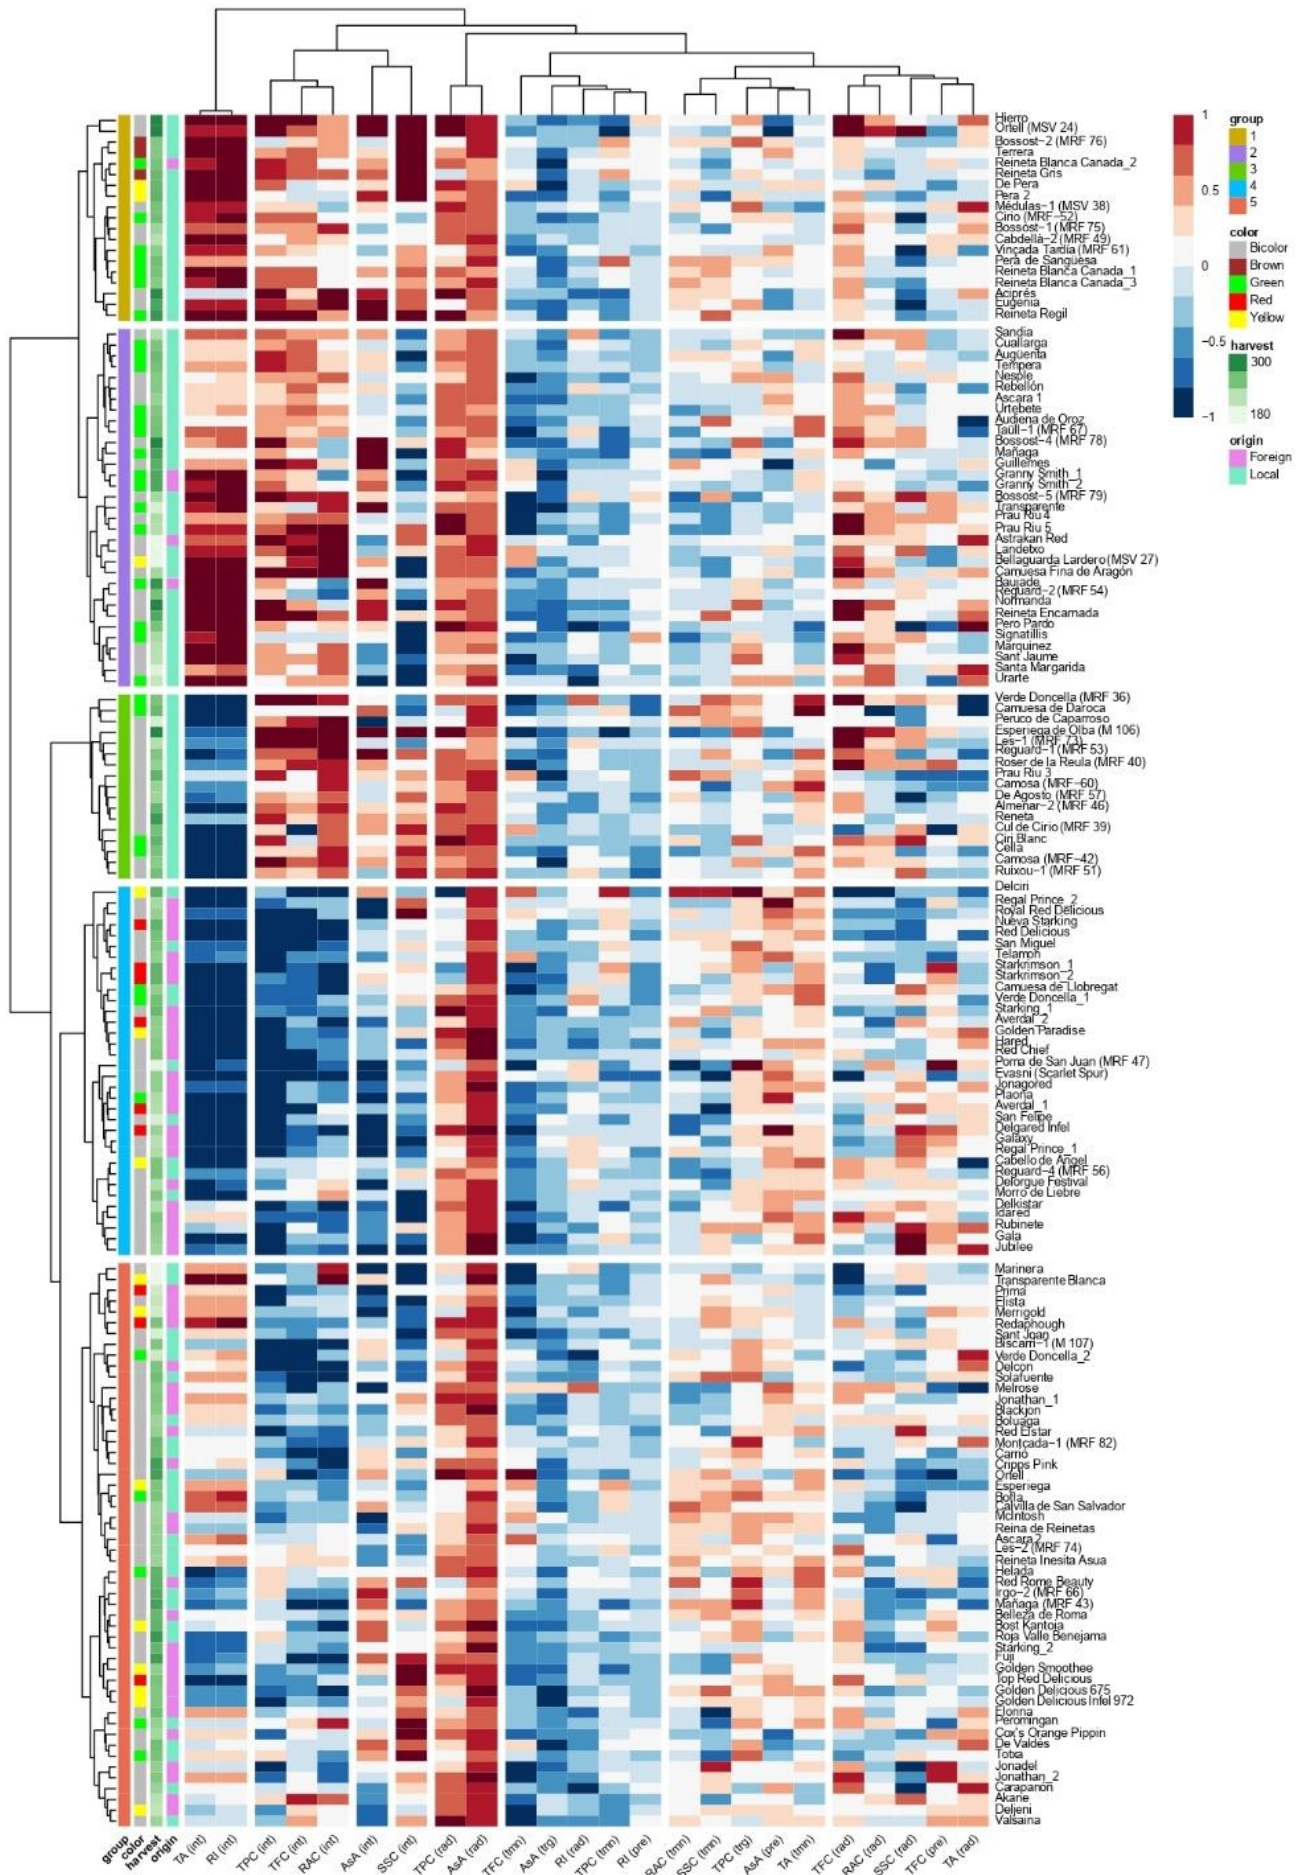 Hierro
Ortell (MSV 24)
Bossost-2 (MRF 76)
Terrera
Reineta Blanca Canada_2
Reineta Gris
De Pera
Pera 2
Médulas-1 (MSV 38)
Cirio (MRF-52)
Bossost-1 (MRF 75)
Cabdellà-2 (MRF 49)
Vinçada Tardia (MRF 61)
Pera de Sangüesa
Reineta Blanca Canada_1
Reineta Blanca Canada_3
Aciprés
Eugenia
Reineta Regil
Sandia
Cuallarga
Augüenta
Tempera
Nesple
Rebellón
Ascara 1
Urtebete
Audiena de Oroz
Taüll-1 (MRF 67)
Bossost-4 (MRF 78)
Mañaga
Guillemes
Granny Smith_1
Granny Smith_2
Bossost-5 (MRF 79)
Transparente
Prau Riu 4
Prau Riu 5
Astrakan Red
Landetxo
Bellaguarda Lardero (MSV 27)
Camuesa Fina de Aragón
Baujade
Reguard-2 (MRF 54)
Normanda
Reineta Encarnada
Pero Pardo
Signatillis
Marquinez
Sant Jaume
Santa Margarida
Urarte
Verde Doncella (MRF 36)
Camuesa de Daroca
Peruco de Caparroso
Esperiega de Olba (M 106)
Les-1 (MRF 73)
Reguard-1 (MRF 53)
Roser de la Reula (MRF 40)
Prau Riu 3
Camosa (MRF-60)
De Agosto (MRF 57)
Almenar-2 (MRF 46)
Reneta
Cul de Cirio (MRF 39)
Ciri Blanc
Cella
Camosa (MRF-42)
Ruixou-1 (MRF 51)
Delciri
Regal Prince_2
Royal Red Delicious
Nueva Starking
Red Delicious
San Miguel
Telamon
Starkrimson_1
Starkrimson_2
Camuesa de Llobregat
Verde Doncella_1
Starking_1
Averdal_2
Golden Paradise
Hared
Red Chief
Poma de San Juan (MRF 47)
Evasni (Scarlet Spur)
Jonagored
Plaona
Averdal_1
San Felipe
Delgared Infel
Galaxy
Regal Prince_1
Cabello de Angel
Reguard-4 (MRF 56)
Delorgue Festival
Morro de Liebre
Delkistar
Idared
Rubinete
Gala
Jubilee
Marinera
Transparente Blanca
Prima
Elista
Merrigold
Redaphough
Sant Joan
Biscarri-1 (M 107)
Verde Doncella_2
Delcon
Solafuente
Melrose
Jonathan_1
Blackjon
Boluaga
Red Elstar
Montcada-1 (MRF 82)
Carrió
Cripps Pink
Ortell
Esperiega
Bofla
Calvilla de San Salvador
McIntosh
Reina de Reinetas
Ascara 2
Les-2 (MRF 74)
Reineta Inesita Asua
Helada
Red Rome Beauty
Irgo-2 (MRF 66)
Mañaga (MRF 43)
Belleza de Roma
Bost Kantoia
Roja Valle Benejama
Starking_2
Fuji
Golden Smoothee
Top Red Delicious
Golden Delicious 675
Golden Delicious Infel 972
Florina
Peromingan
Cox's Orange Pippin
De Valdés
Totxa
Jonadel
Jonathan_2
Carapanón
Akane
Deljeni
Valsaina
1
0.5
0
-0.5
-1
group
1
2
3
4
5
color
Bicolor
Brown
Green
Red
Yellow
harvest
300
180
origin
Foreign
Local
group
color
harvest
origin
TA (int)
RI (int)
TPC (int)
TFC (int)
RAC (int)
AsA (int)
SSC (int)
TPC (rad)
AsA (rad)
TFC (tmn)
AsA (trg)
RI (rad)
TPC (tmn)
RI (pre)
RAC (tmn)
SSC (tmn)
TPC (trg)
AsA (pre)
TA (tmn)
TFC (rad)
RAC (rad)
SSC (rad)
TFC (pre)
TA (rad)